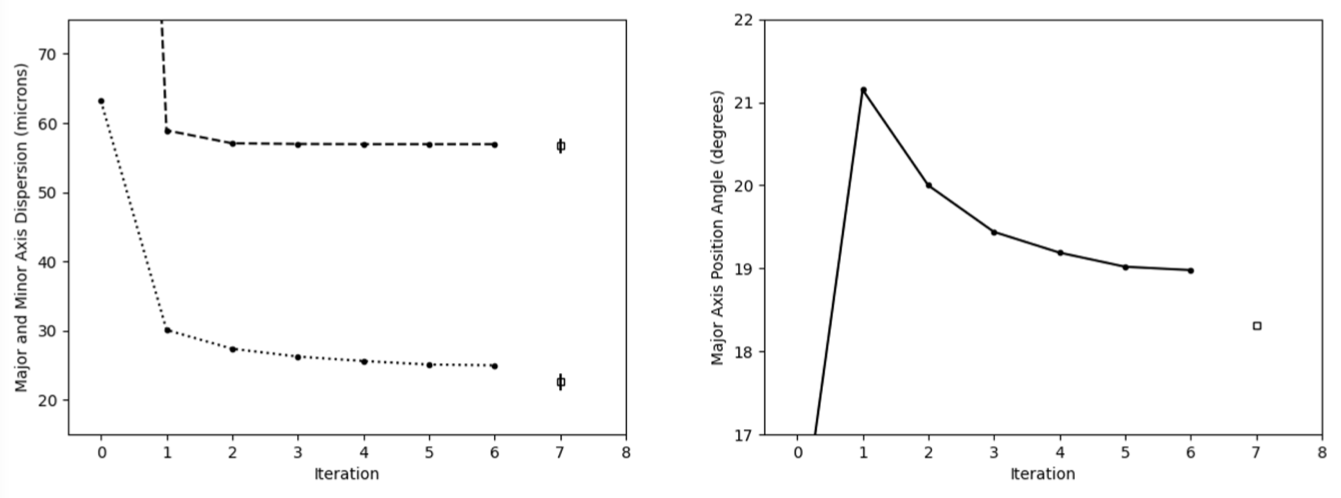 Major and Minor Axis Dispersion (microns)
70
60
50
40
30
20
0 1 2 3 4 5 6 7 8
Iteration
Major Axis Position Angle (degrees)
22
21
20
19
18
17
0 1 2 3 4 5 6 7 8
Iteration